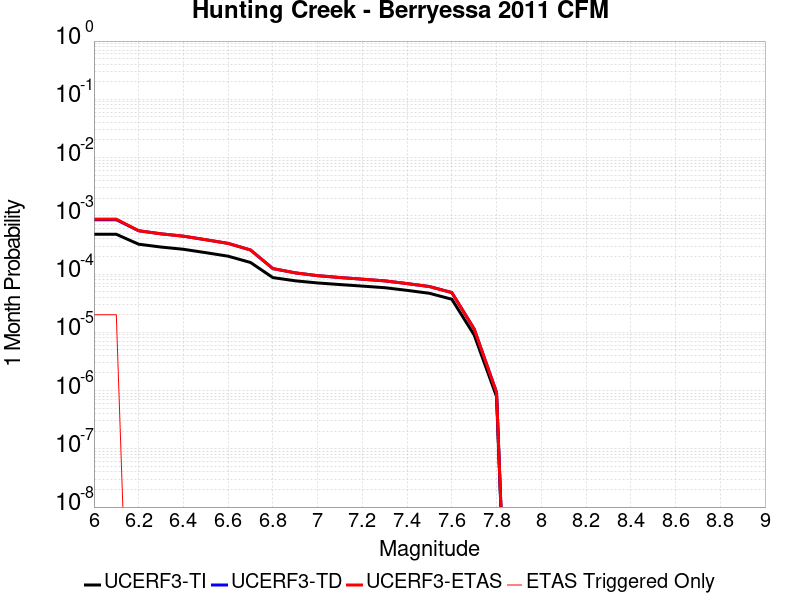 Hunting Creek - Berryessa 2011 CFM
10^0
10^-1
10^-2
10^-3
10^-4
10^-5
10^-6
10^-7
10^-8
1 Month Probability
6 6.2 6.4 6.6 6.8 7 7.2 7.4 7.6 7.8 8 8.2 8.4 8.6 8.8 9
Magnitude
UCERF3-TI UCERF3-TD UCERF3-ETAS ETAS Triggered Only